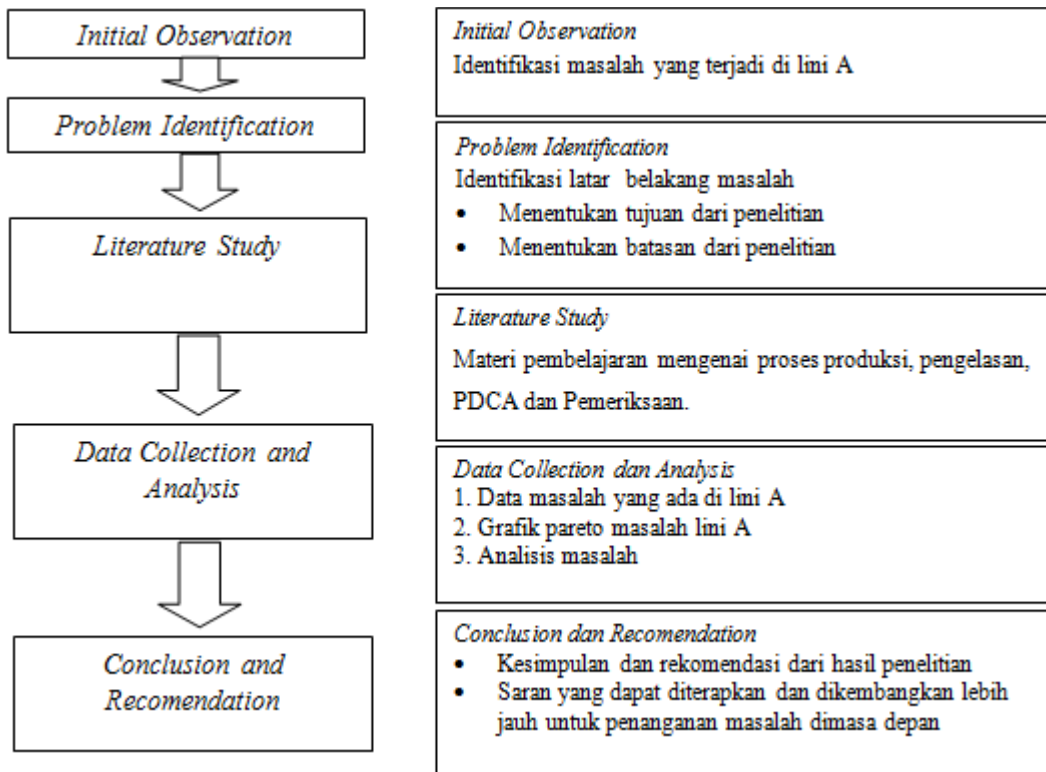 Initial Observation
Problem Identification
Literature Study
Data Collection and
Analysis
Conclusion and
Recomendation
Initial Observation
Identifikasi masalah yang terjadi di lini A
Problem Identification
Identifikasi latar belakang masalah
• Menentukan tujuan dari penelitian
• Menentukan batasan dari penelitian
Literature Study
Materi pembelajaran mengenai proses produksi, pengelasan,
PDCA dan Pemeriksaan.
Data Collection dan Analysis
1. Data masalah yang ada di lini A
2. Grafik pareto masalah lini A
3. Analisis masalah
Conclusion dan Recomendation
• Kesimpulan dan rekomendasi dari hasil penelitian
• Saran yang dapat diterapkan dan dikembangkan lebih
jauh untuk penanganan masalah dimasa depan